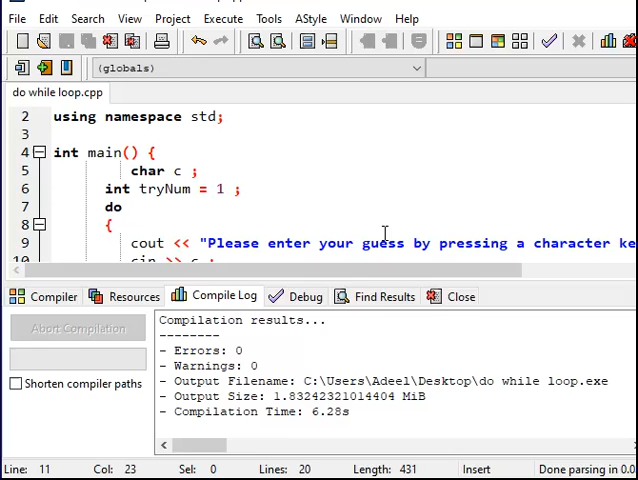 File Edit Search View Project Execute Tools AStyle Window Help
(globals)
do while loop.cpp
2 using namespace std;
3
4 int main() {
5 char c ;
6 int tryNum = 1 ;
7 do
8 {
9 cout << "Please enter your guess by pressing a character ke
10 cin >> c ;
Compiler Resources Compile Log Debug Find Results Close
Abort Compilation
Shorten compiler paths
Compilation results...
--------
- Errors: 0
- Warnings: 0
- Output Filename: C:\Users\Adeel\Desktop\do while loop.exe
- Output Size: 1.83242321014404 MiB
- Compilation Time: 6.28s
Line: 11 Col: 23 Sel: 0 Lines: 20 Length: 431 Insert Done parsing in 0.0